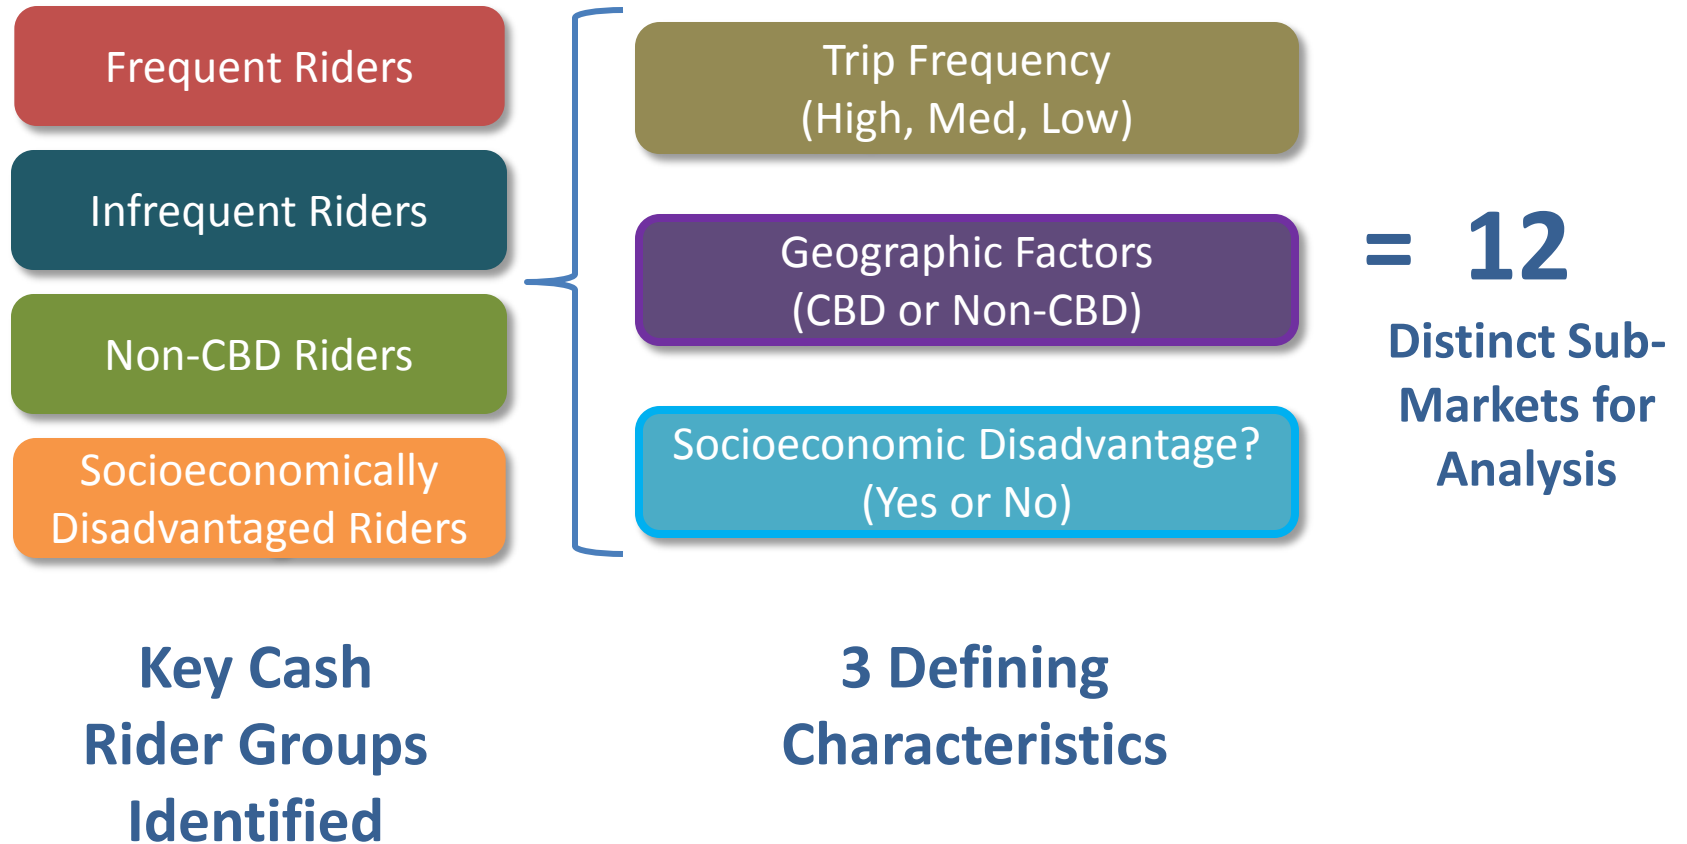 Frequent Riders
Infrequent Riders
Non-CBD Riders
Socioeconomically
Disadvantaged Riders
Key Cash
Rider Groups
Identified
Trip Frequency
(High, Med, Low)
Geographic Factors
(CBD or Non-CBD)
Socioeconomic Disadvantage?
(Yes or No)
3 Defining
Characteristics
= 12
Distinct Sub-
Markets for
Analysis